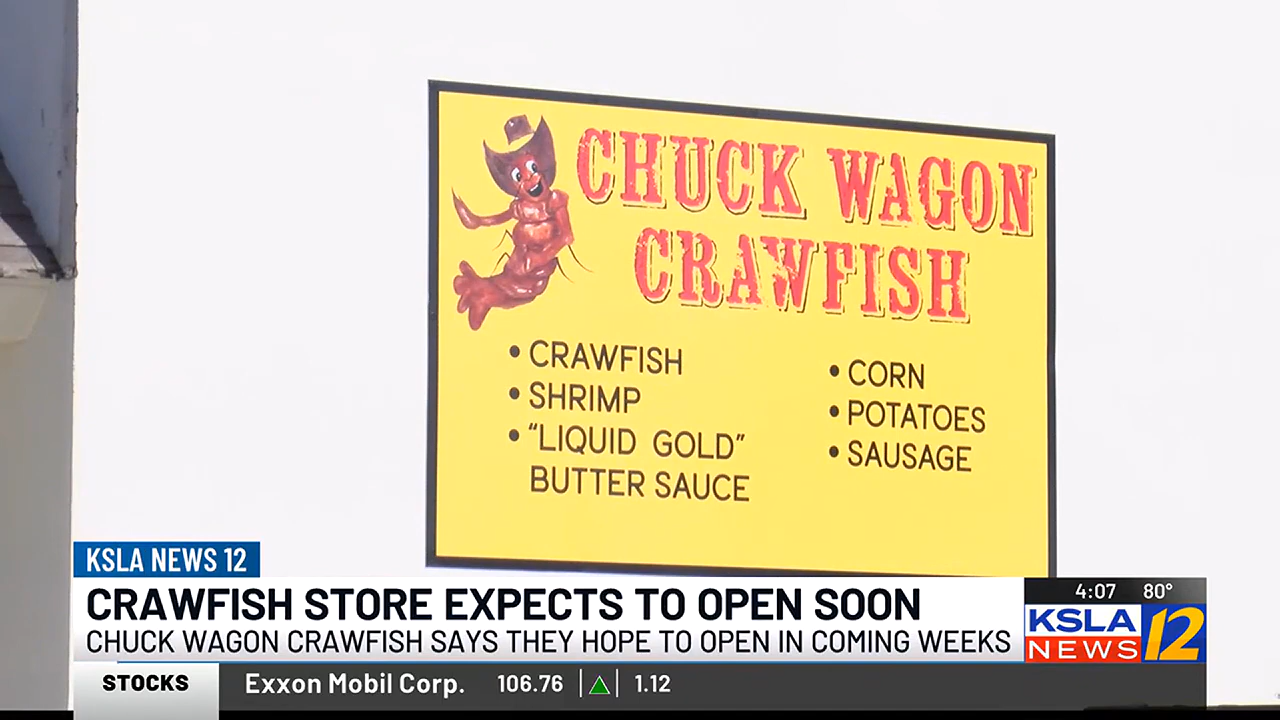 CHUCK WAGON
CRAWFISH
• CRAWFISH
• SHRIMP
• "LIQUID GOLD"
BUTTER SAUCE
• CORN
• POTATOES
• SAUSAGE
KSLA NEWS 12
CRAWFISH STORE EXPECTS TO OPEN SOON
CHUCK WAGON CRAWFISH SAYS THEY HOPE TO OPEN IN COMING WEEKS
4:07 80°
KSLA
NEWS 12
STOCKS Exxon Mobil Corp. 106.76 | ▲ | 1.12